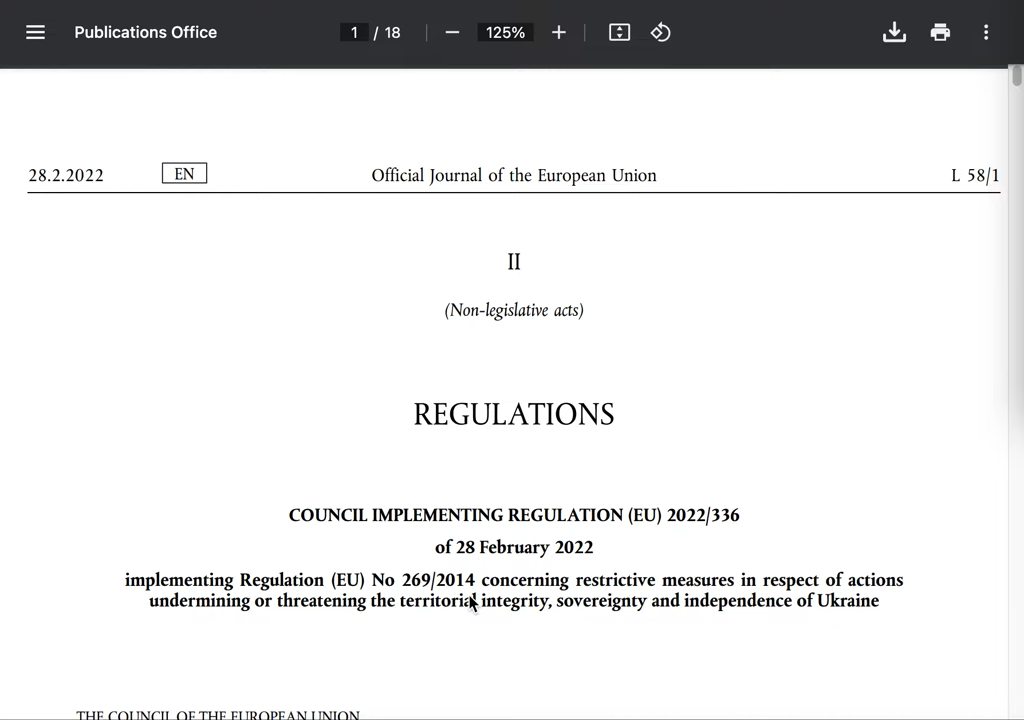 Publications Office
1 / 18
125%
28.2.2022
EN
Official Journal of the European Union
L 58/1
II
(Non-legislative acts)
REGULATIONS
COUNCIL IMPLEMENTING REGULATION (EU) 2022/336
of 28 February 2022
implementing Regulation (EU) No 269/2014 concerning restrictive measures in respect of actions
undermining or threatening the territorial integrity, sovereignty and independence of Ukraine
THE COUNCIL OF THE EUROPEAN UNION